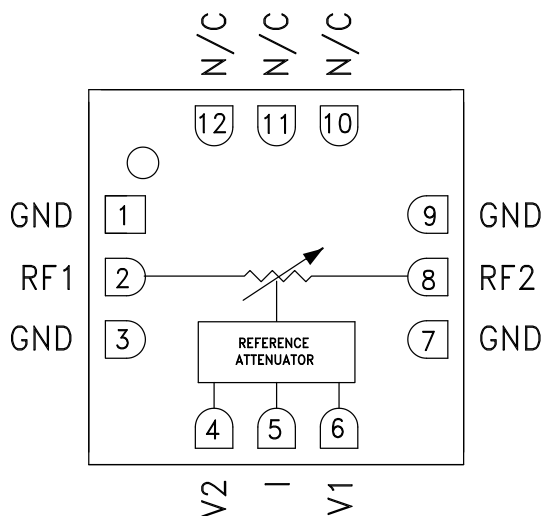 N/C N/C N/C
12 11 10
GND 1 9 GND
RF1 2 8 RF2
GND 3 7 GND
REFERENCE
ATTENUATOR
4 5 6
V2 I V1